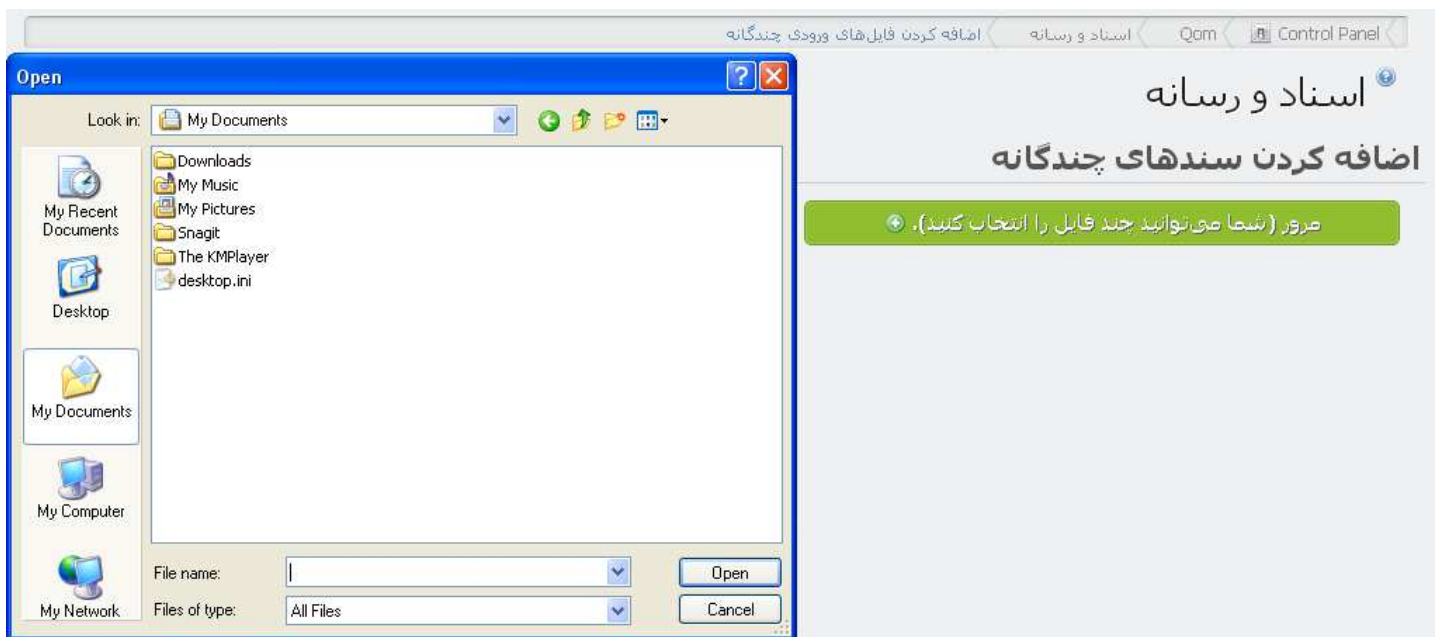 Control Panel Qom اسناد و رسانه اضافه کردن فایل‌های ورودی چندگانه
اسناد و رسانه
اضافه کردن سندهای چندگانه
مرور (شما می‌توانید چند فایل را انتخاب کنید).
Open
Look in:
My Documents
My Recent Documents
Desktop
My Documents
My Computer
My Network
Downloads
My Music
My Pictures
Snagit
The KMPlayer
desktop.ini
File name:
Open
Files of type:
All Files
Cancel